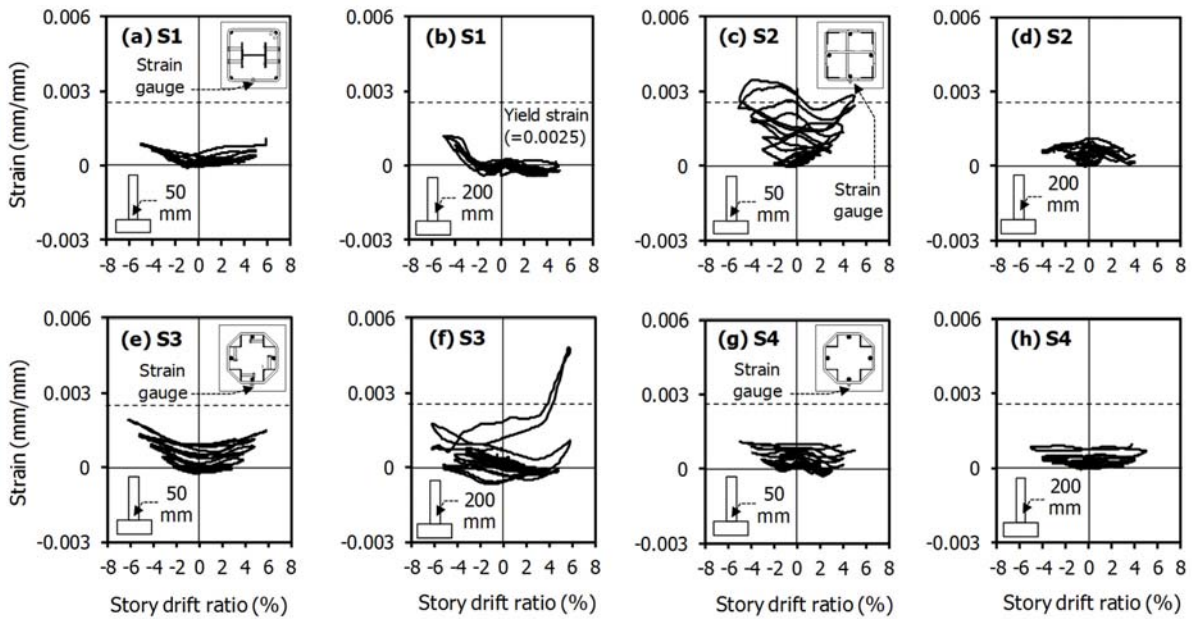 0.006
0.003
0
-0.003
(a) S1
Strain
gauge
50
mm
-8 -6 -4 -2 0 2 4 6 8
0.006
0.003
0
-0.003
(b) S1
Yield strain
(=0.0025)
200
mm
-8 -6 -4 -2 0 2 4 6 8
0.006
0.003
0
-0.003
(c) S2
50
mm
Strain
gauge
-8 -6 -4 -2 0 2 4 6 8
0.006
0.003
0
-0.003
(d) S2
200
mm
-8 -6 -4 -2 0 2 4 6 8
Strain (mm/mm)
0.006
0.003
0
-0.003
(e) S3
Strain
gauge
50
mm
-8 -6 -4 -2 0 2 4 6 8
Story drift ratio (%)
0.006
0.003
0
-0.003
(f) S3
200
mm
-8 -6 -4 -2 0 2 4 6 8
Story drift ratio (%)
0.006
0.003
0
-0.003
(g) S4
Strain
gauge
50
mm
-8 -6 -4 -2 0 2 4 6 8
Story drift ratio (%)
0.006
0.003
0
-0.003
(h) S4
200
mm
-8 -6 -4 -2 0 2 4 6 8
Story drift ratio (%)
Strain (mm/mm)